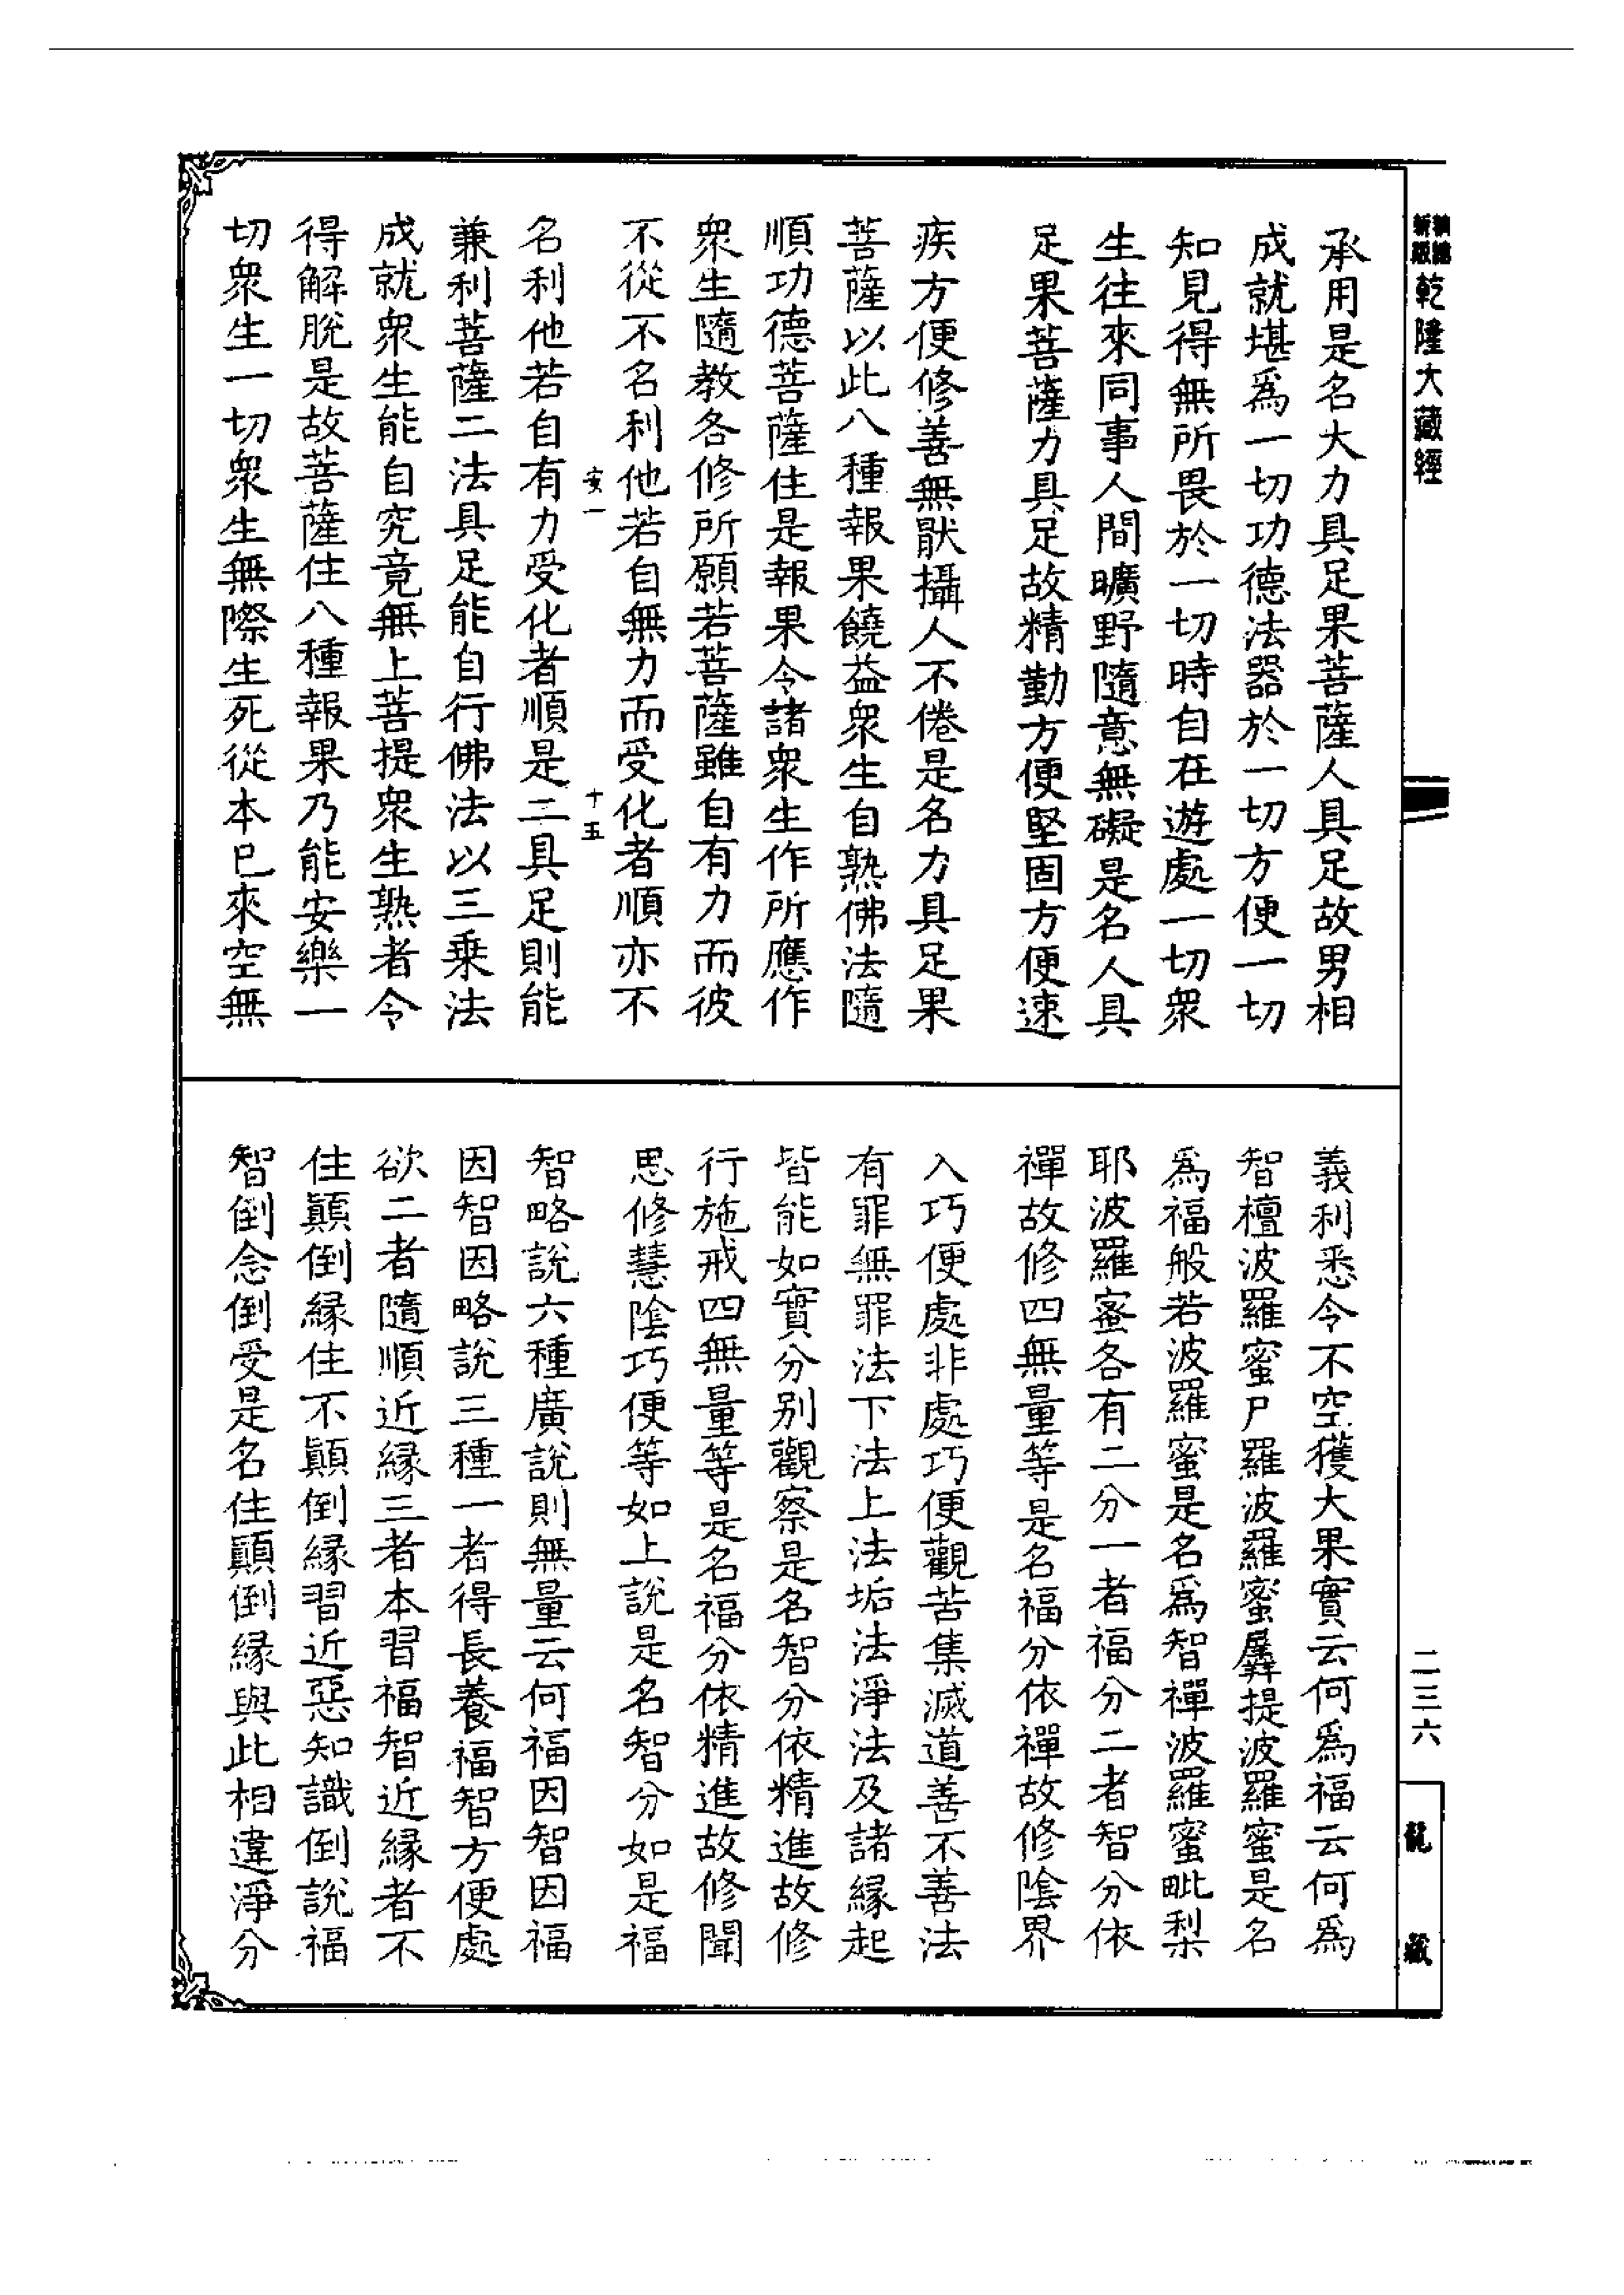 乾隆大藏經
承用是名大力具足果菩薩人具足故男相
成就堪爲一切功德法器於一切方便一切
知見得無所畏於一切時自在遊處一切衆
生往來同事人間曠野隨意無礙是名人具
足果菩薩力具足故精勤方便堅固方便速
疾方便修善無猒攝人不倦是名力具足果
菩薩以此八種報果饒益衆生自熟佛法隨
順功德菩薩住是報果令諸衆生作所應作
衆生隨教各修所願若菩薩雖自有力而彼
不從不名利他若自無力而受化者順亦不
安一 十五
名利他若自有力受化者順是二具足則能
兼利菩薩二法具足能自行佛法以三乘法
成就衆生能自究竟無上菩提衆生熟者令
得解脫是故菩薩住八種報果乃能安樂一
切衆生一切衆生無際生死從本已來空無
義利悉令不空獲大果實云何爲福云何爲
智檀波羅蜜尸羅波羅蜜羼提波羅蜜是名
爲福般若波羅蜜是名爲智禪波羅蜜毗梨
耶波羅蜜各有二分一者福分二者智分依
禪故修四無量等是名福分依禪故修陰界
入巧便處非處巧便觀苦集滅道善不善法
有罪無罪法下法上法垢法淨法及諸緣起
皆能如實分別觀察是名智分依精進故修
行施戒四無量等是名福分依精進故修聞
思修慧陰巧便等如上說是名智分如是福
智略說六種廣說則無量云何福因智因福
因智因略說三種一者得長養福智方便處
欲二者隨順近緣三者本習福智近緣者不
住顚倒緣住不顚倒緣習近惡知識倒說福
智倒念倒受是名住顚倒緣與此相違淨分
二三六
龍藏